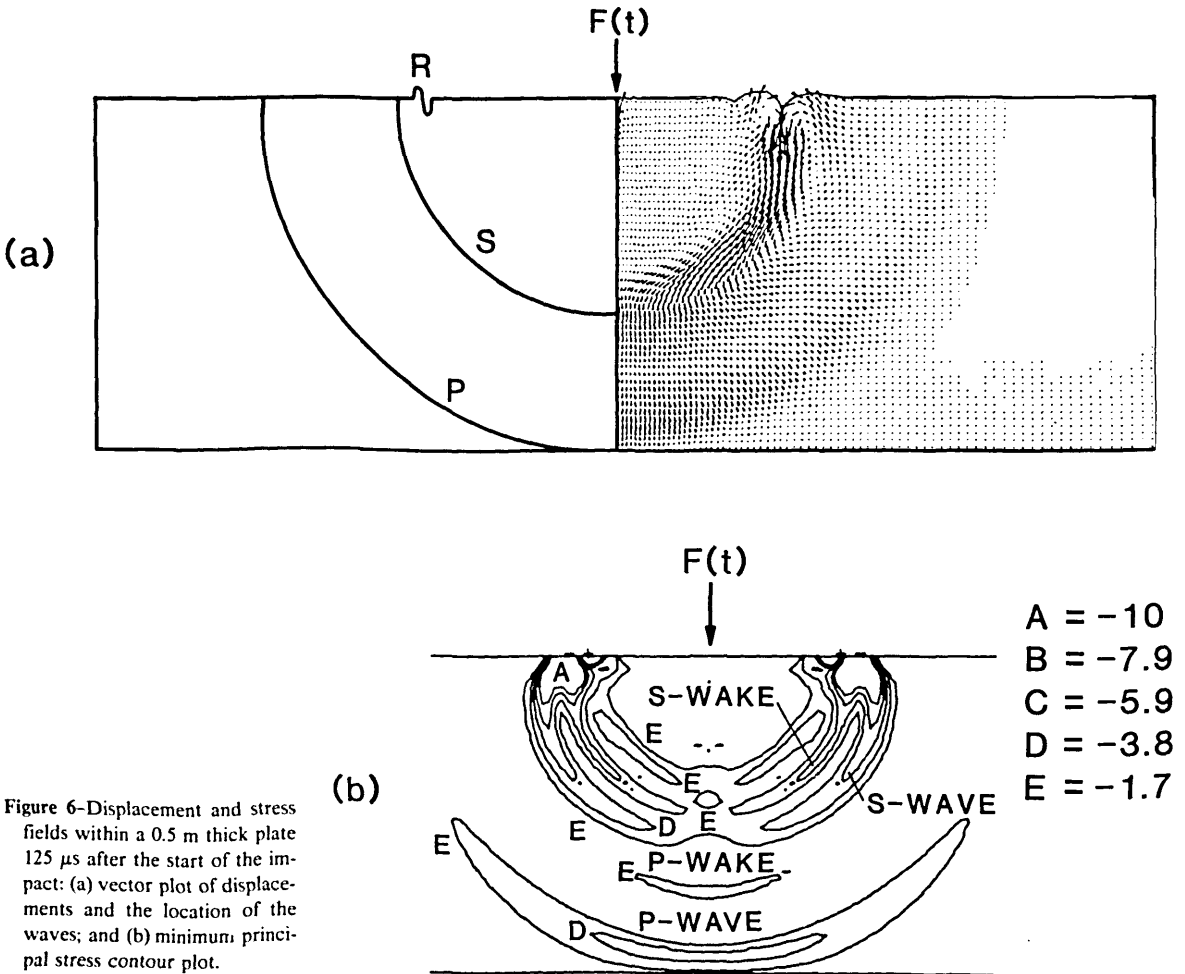 F(t)
R
S
P
(a)
F(t)
A = -10
B = -7.9
C = -5.9
D = -3.8
E = -1.7
A
S-WAKE
E
E
S-WAVE
E
D
E
E
P-WAKE
E
P-WAVE
D
(b)
Figure 6-Displacement and stress
fields within a 0.5 m thick plate
125 μs after the start of the im-
pact: (a) vector plot of displace-
ments and the location of the
waves; and (b) minimum princi-
pal stress contour plot.